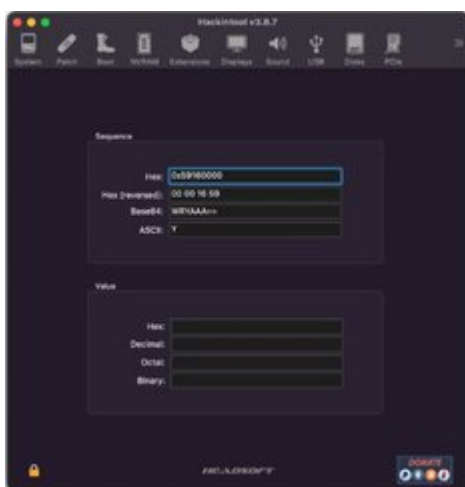 Hackintool v3.8.7
System Patch Boot NVRAM Extensions Displays Sound USB Disks PCIe
Sequence
Hex: 0x59160000
Hex (reversed): 00 00 16 59
Base64: WRYAAA==
ASCII: Y
Value
Hex:
Decimal:
Octal:
Binary:
HEADSOFT
DONATE